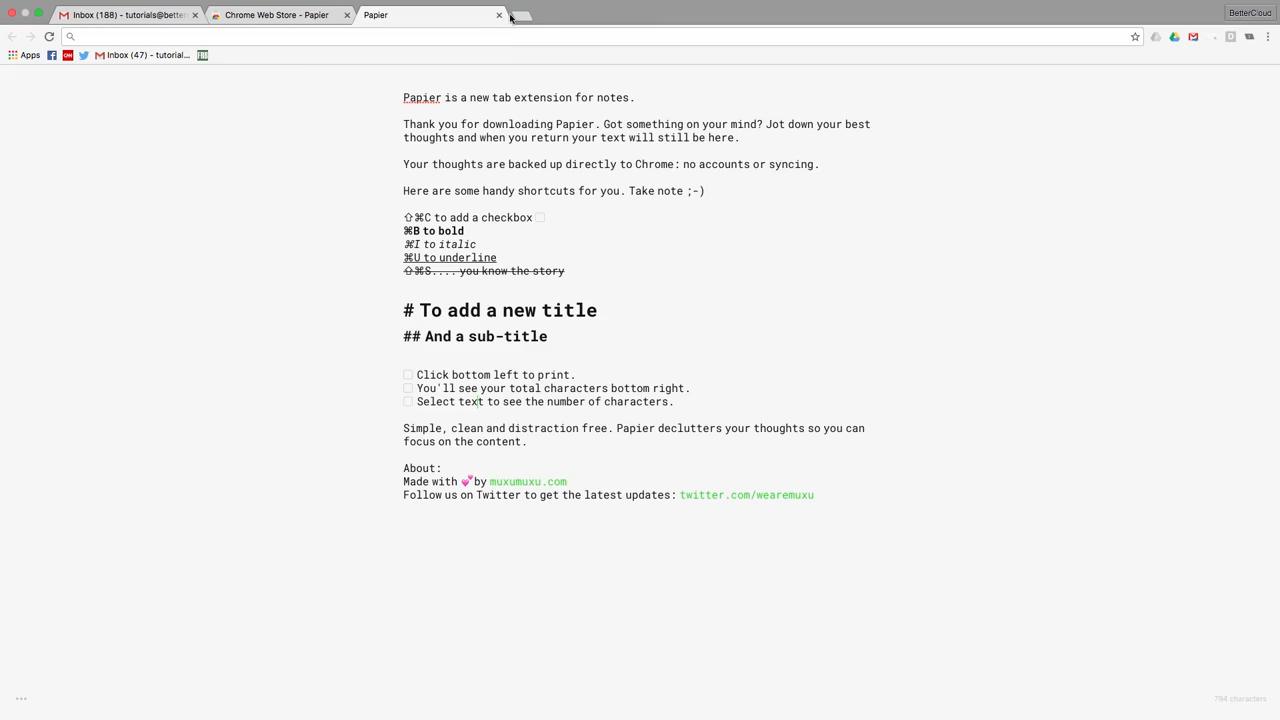 Inbox (188) - tutorials@better
Chrome Web Store - Papier
Papier
BetterCloud
Apps
Inbox (47) - tutorial...
Papier is a new tab extension for notes.
Thank you for downloading Papier. Got something on your mind? Jot down your best
thoughts and when you return your text will still be here.
Your thoughts are backed up directly to Chrome: no accounts or syncing.
Here are some handy shortcuts for you. Take note ;-)
⇧⌘C to add a checkbox
⌘B to bold
⌘I to italic
⌘U to underline
⇧⌘S.... you know the story
# To add a new title
## And a sub-title
Click bottom left to print.
You'll see your total characters bottom right.
Select text to see the number of characters.
Simple, clean and distraction free. Papier declutters your thoughts so you can
focus on the content.
About:
Made with 💕 by muxumuxu.com
Follow us on Twitter to get the latest updates: twitter.com/wearemuxu
794 characters